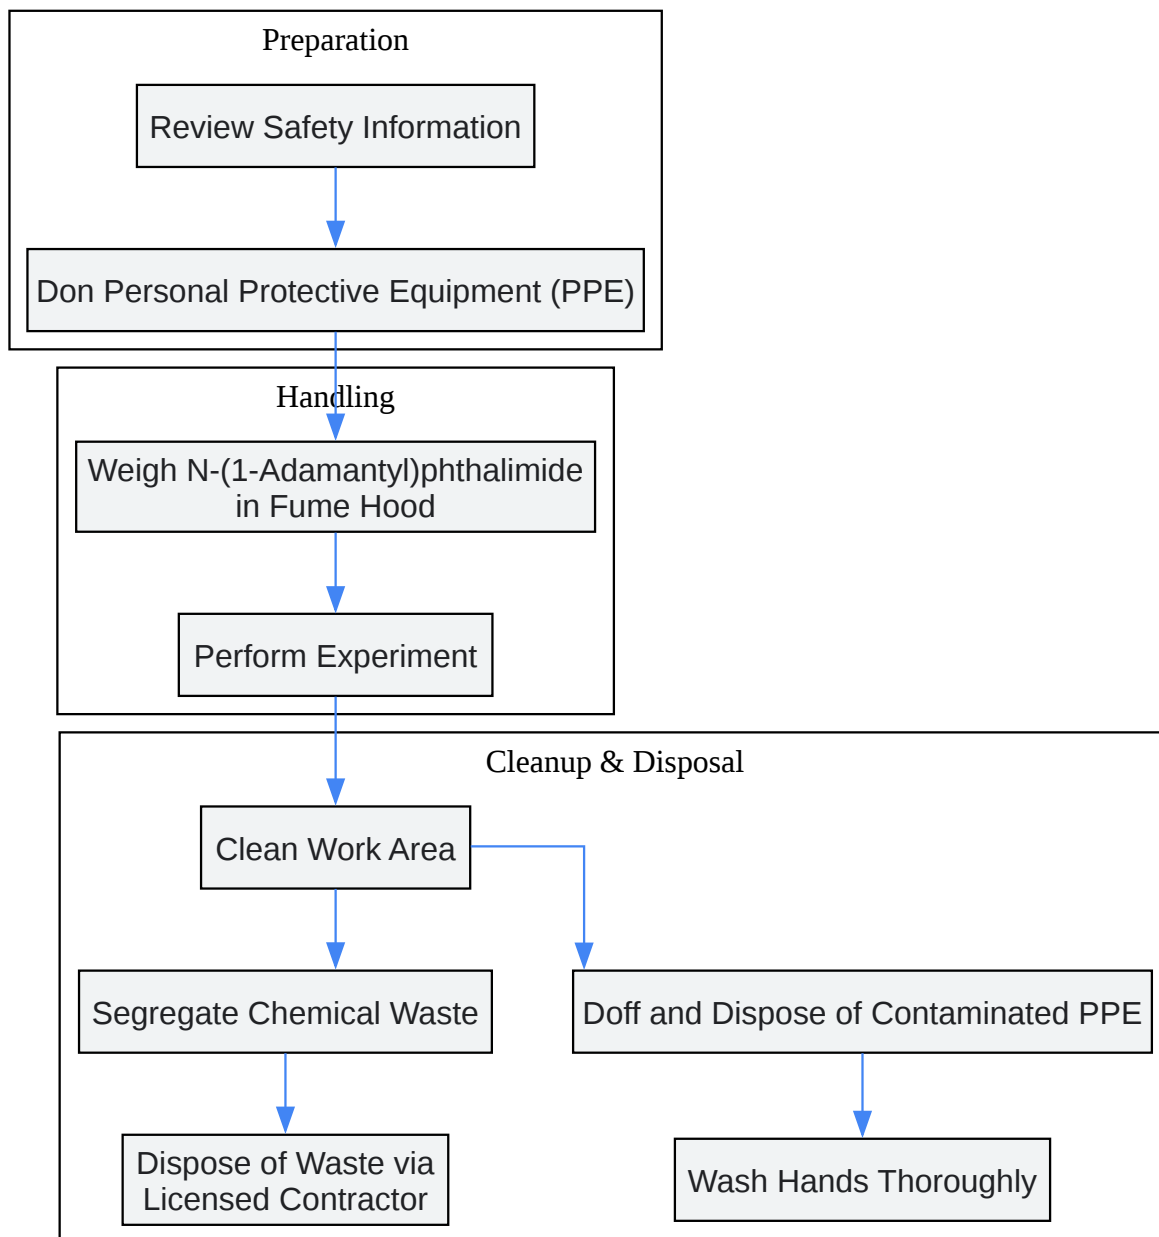 Preparation
Review Safety Information
Don Personal Protective Equipment (PPE)
Handling
Weigh N-(1-Adamantyl)phthalimide
in Fume Hood
Perform Experiment
Cleanup & Disposal
Clean Work Area
Segregate Chemical Waste
Doff and Dispose of Contaminated PPE
Dispose of Waste via
Licensed Contractor
Wash Hands Thoroughly